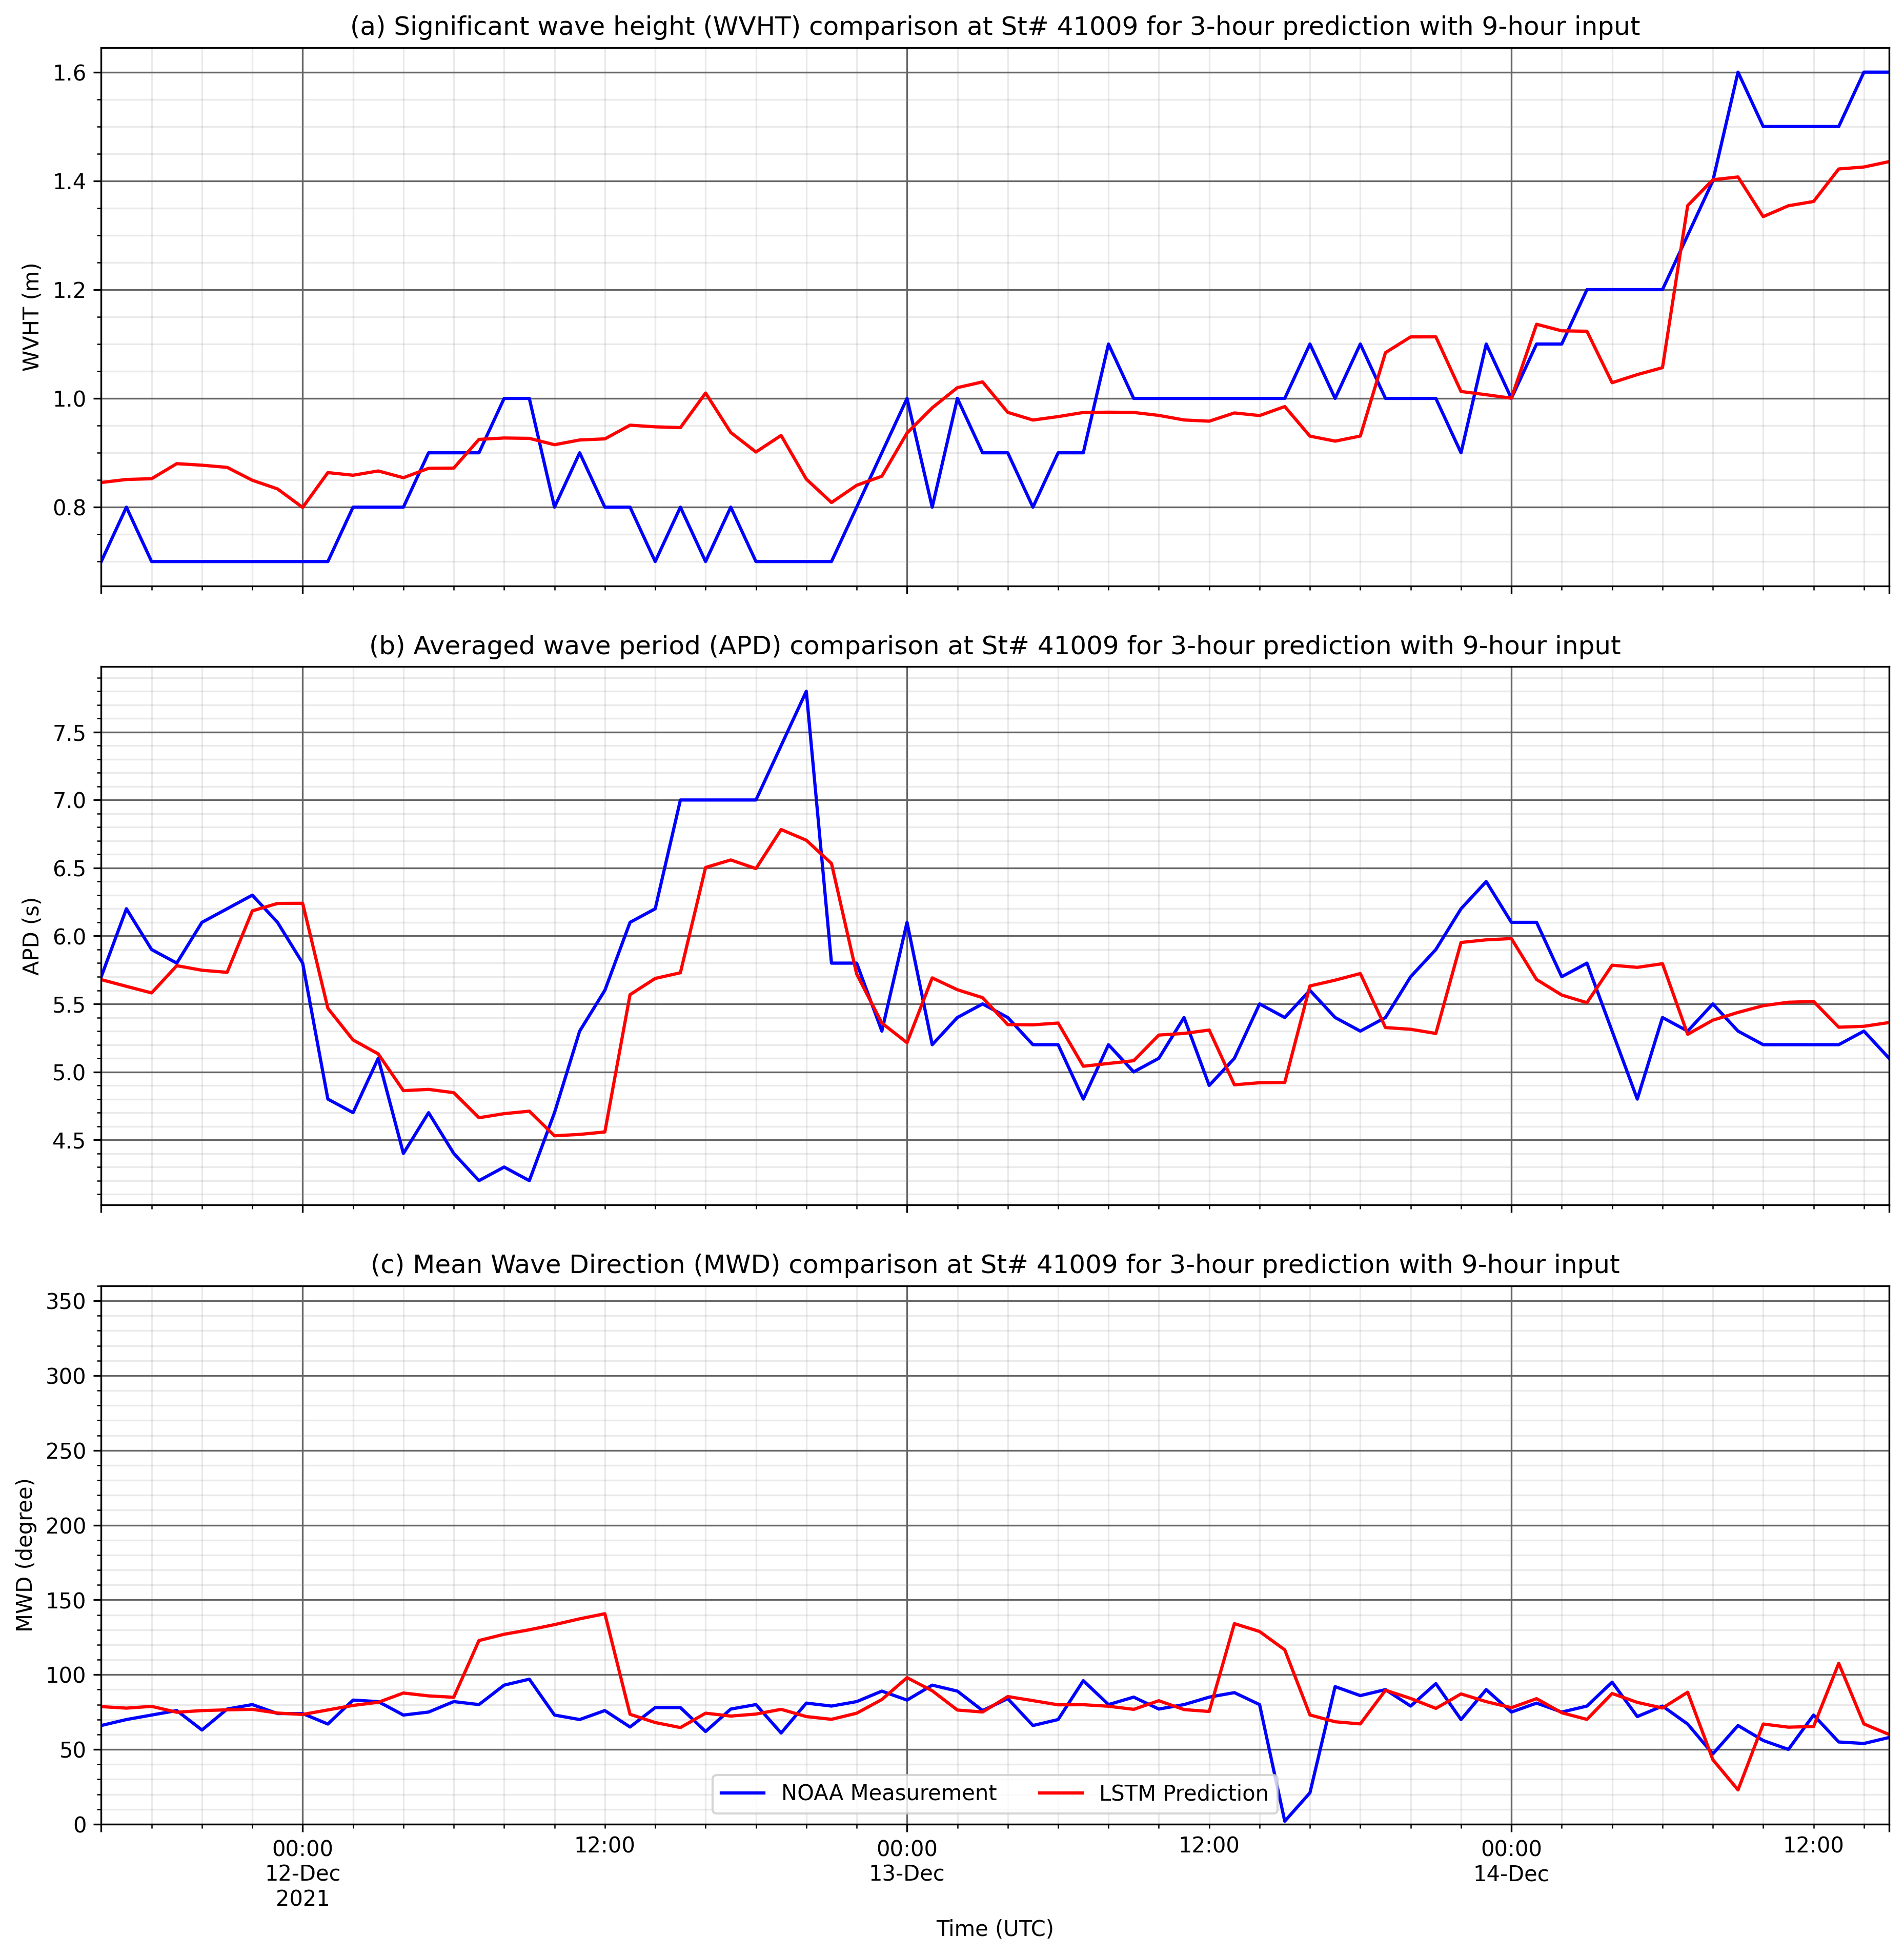 (a) Significant wave height (WVHT) comparison at St# 41009 for 3-hour prediction with 9-hour input
1.6
1.4
1.2
1.0
0.8
WVHT (m)
(b) Averaged wave period (APD) comparison at St# 41009 for 3-hour prediction with 9-hour input
7.5
7.0
6.5
6.0
5.5
5.0
4.5
APD (s)
(c) Mean Wave Direction (MWD) comparison at St# 41009 for 3-hour prediction with 9-hour input
350
300
250
200
150
100
50
0
MWD (degree)
NOAA Measurement LSTM Prediction
00:00 12:00 00:00 12:00 00:00 12:00
12-Dec 13-Dec 14-Dec
2021
Time (UTC)